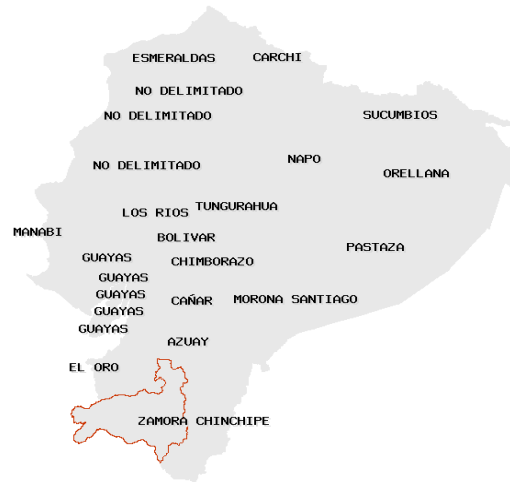 ESMERALDAS
CARCHI
NO DELIMITADO
NO DELIMITADO
SUCUMBIOS
NO DELIMITADO
NAPO
ORELLANA
LOS RIOS
TUNGURAHUA
MANABI
BOLIVAR
PASTAZA
GUAYAS
CHIMBORAZO
GUAYAS
GUAYAS
CAÑAR
MORONA SANTIAGO
GUAYAS
GUAYAS
AZUAY
EL ORO
ZAMORA CHINCHIPE